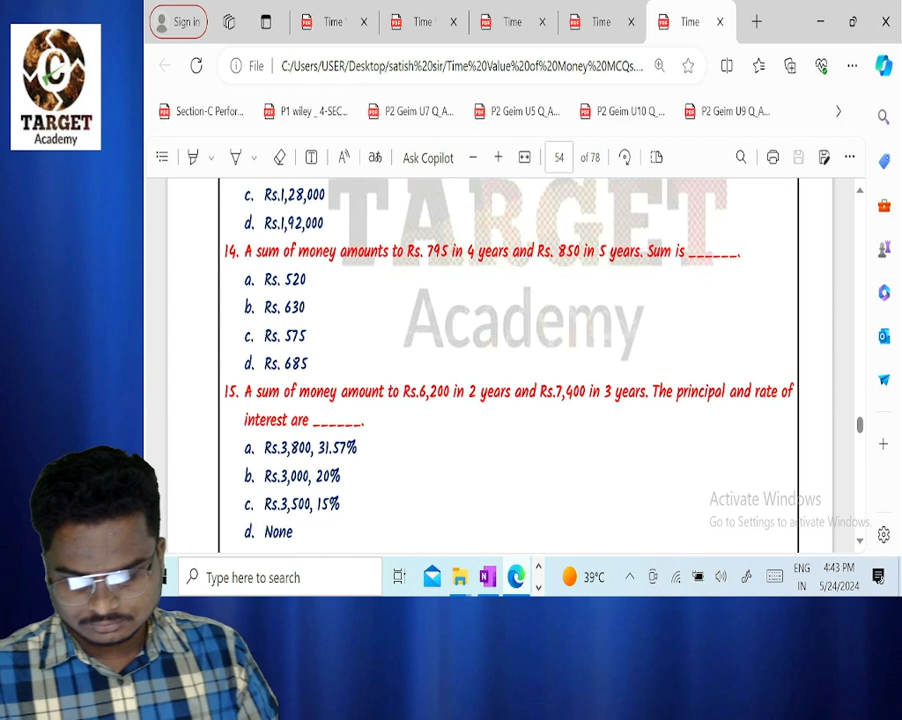 Sign in
Time
Time
Time
Time
Time
File
C:/Users/USER/Desktop/satish%20sir/Time%20Value%20of%20Money%20MCQs....
TARGET
Academy
Section-C Perfor...
P1 wiley_4-SEC...
P2 Geim U7 Q_A...
P2 Geim U5 Q_A...
P2 Geim U10 Q_...
P2 Geim U9 Q_A...
Ask Copilot
54
of 78
TARGET
Academy
c. Rs.1,28,000
d. Rs.1,92,000
14. A sum of money amounts to Rs. 795 in 4 years and Rs. 850 in 5 years. Sum is ______.
a. Rs. 520
b. Rs. 630
c. Rs. 575
d. Rs. 685
15. A sum of money amount to Rs.6,200 in 2 years and Rs.7,400 in 3 years. The principal and rate of
interest are ______.
a. Rs.3,800, 31.57%
b. Rs.3,000, 20%
c. Rs.3,500, 15%
d. None
Activate Windows
Go to Settings to activate Windows.
Type here to search
39°C
ENG
IN
4:43 PM
5/24/2024